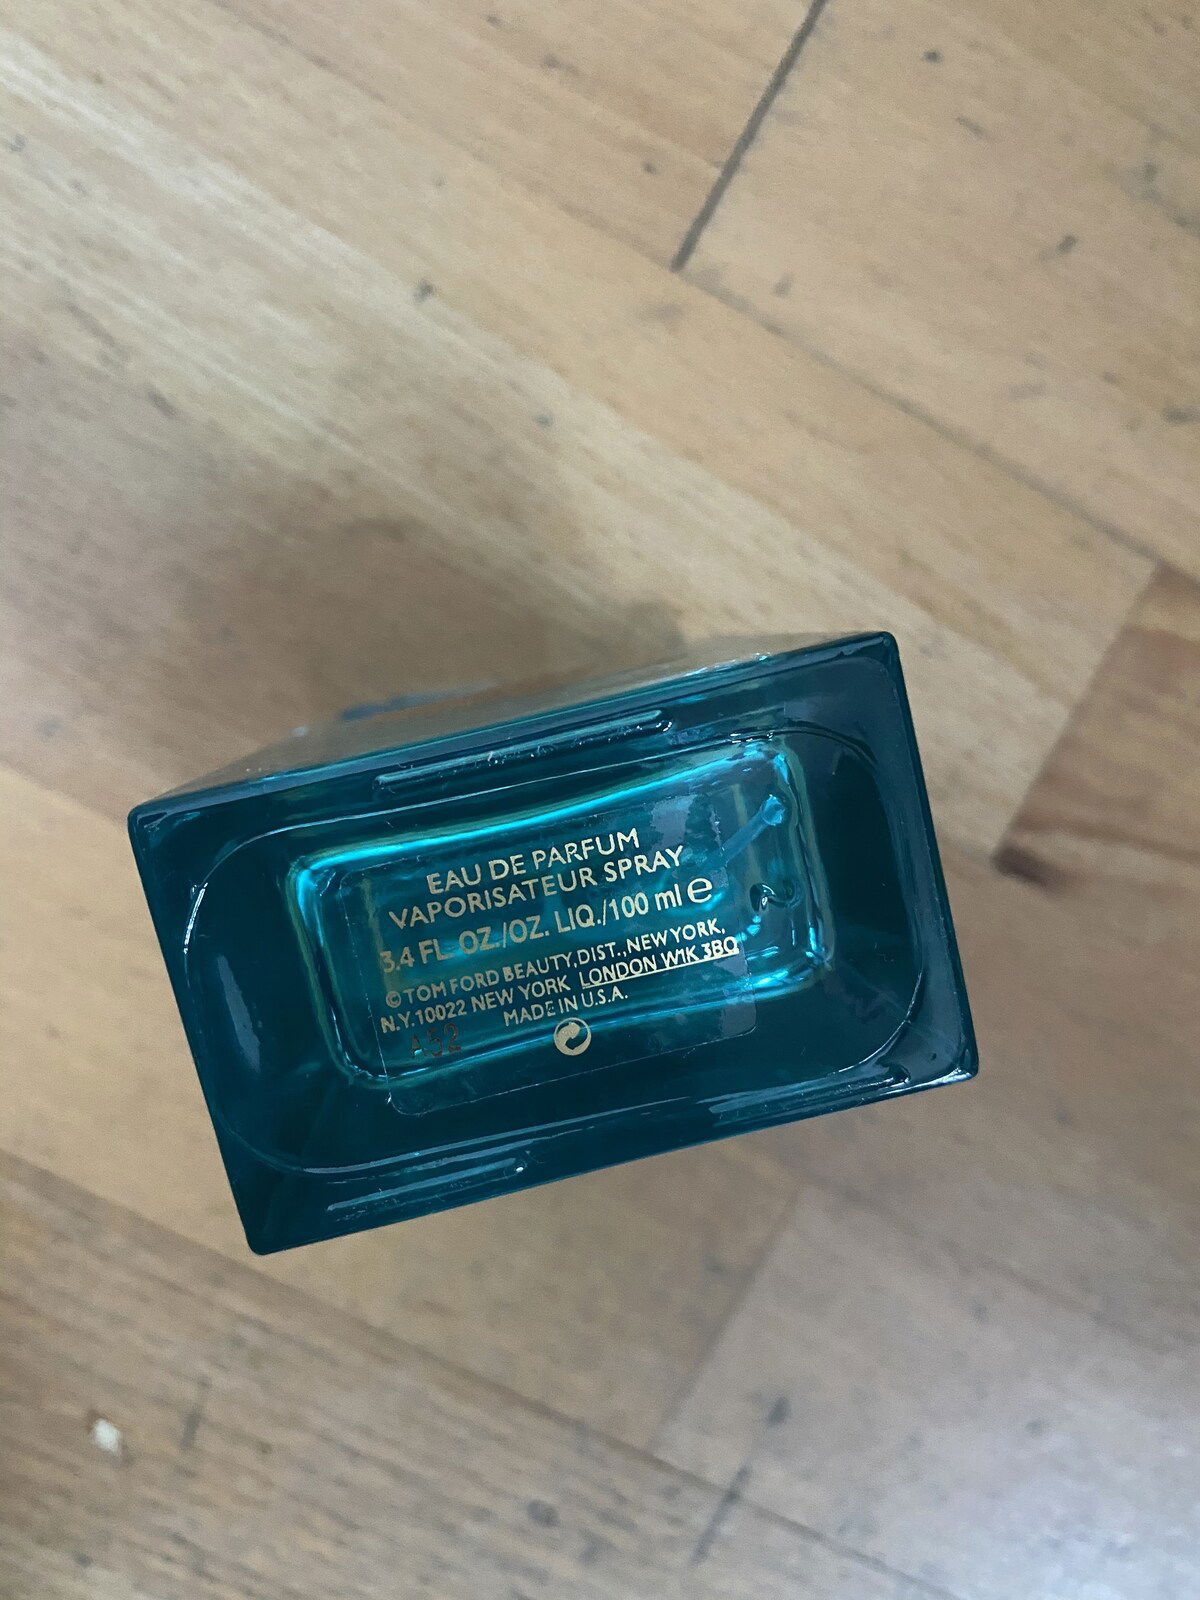 EAU DE PARFUM
VAPORISATEUR SPRAY
3.4 FL. OZ./OZ. LIQ./100 ml e
© TOM FORD BEAUTY, DIST., NEW YORK,
N.Y. 10022 NEW YORK LONDON W1K 3BQ
MADE IN U.S.A.
A52